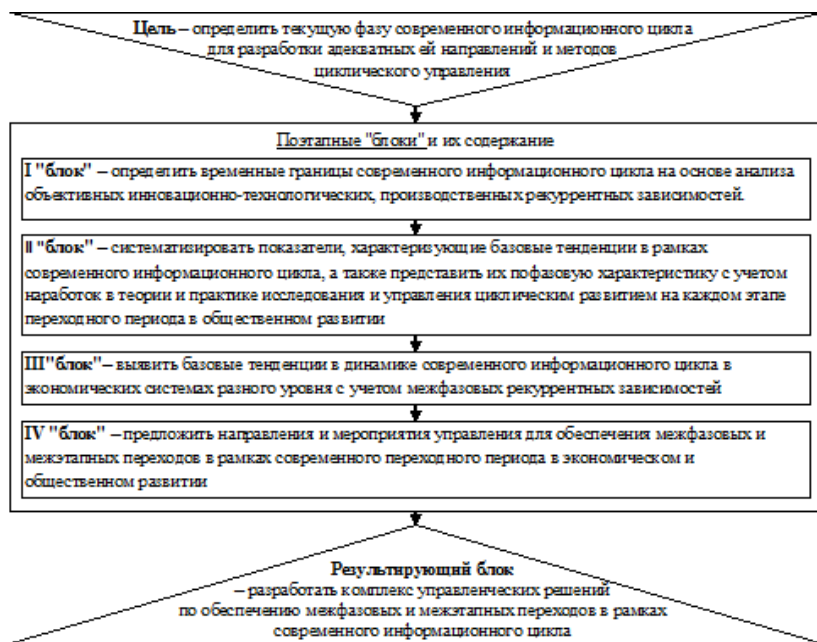 Цель – определить текущую фазу современного информационного цикла
для разработки адекватных ей направлений и методов
циклического управления
Поэтапные "блоки" и их содержание
I "блок" – определить временные границы современного информационного цикла на основе анализа
объективных инновационно-технологических, производственных рекуррентных зависимостей.
II "блок" – систематизировать показатели, характеризующие базовые тенденции в рамках
современного информационного цикла, а также представить их пофазовую характеристику с учетом
наработок в теории и практике исследования и управления циклическим развитием на каждом этапе
переходного периода в общественном развитии
III "блок" – выявить базовые тенденции в динамике современного информационного цикла в
экономических системах разного уровня с учетом межфазовых рекуррентных зависимостей
IV "блок" – предложить направления и мероприятия управления для обеспечения межфазовых и
межэтапных переходов в рамках современного переходного периода в экономическом и
общественном развитии
Результирующий блок
– разработать комплекс управленческих решений
по обеспечению межфазовых и межэтапных переходов в рамках
современного информационного цикла